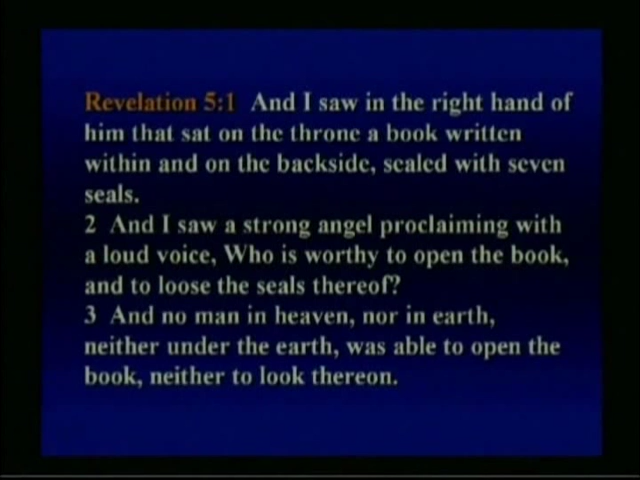 Revelation 5:1 And I saw in the right hand of
him that sat on the throne a book written
within and on the backside, sealed with seven
seals.
2 And I saw a strong angel proclaiming with
a loud voice, Who is worthy to open the book,
and to loose the seals thereof?
3 And no man in heaven, nor in earth,
neither under the earth, was able to open the
book, neither to look thereon.